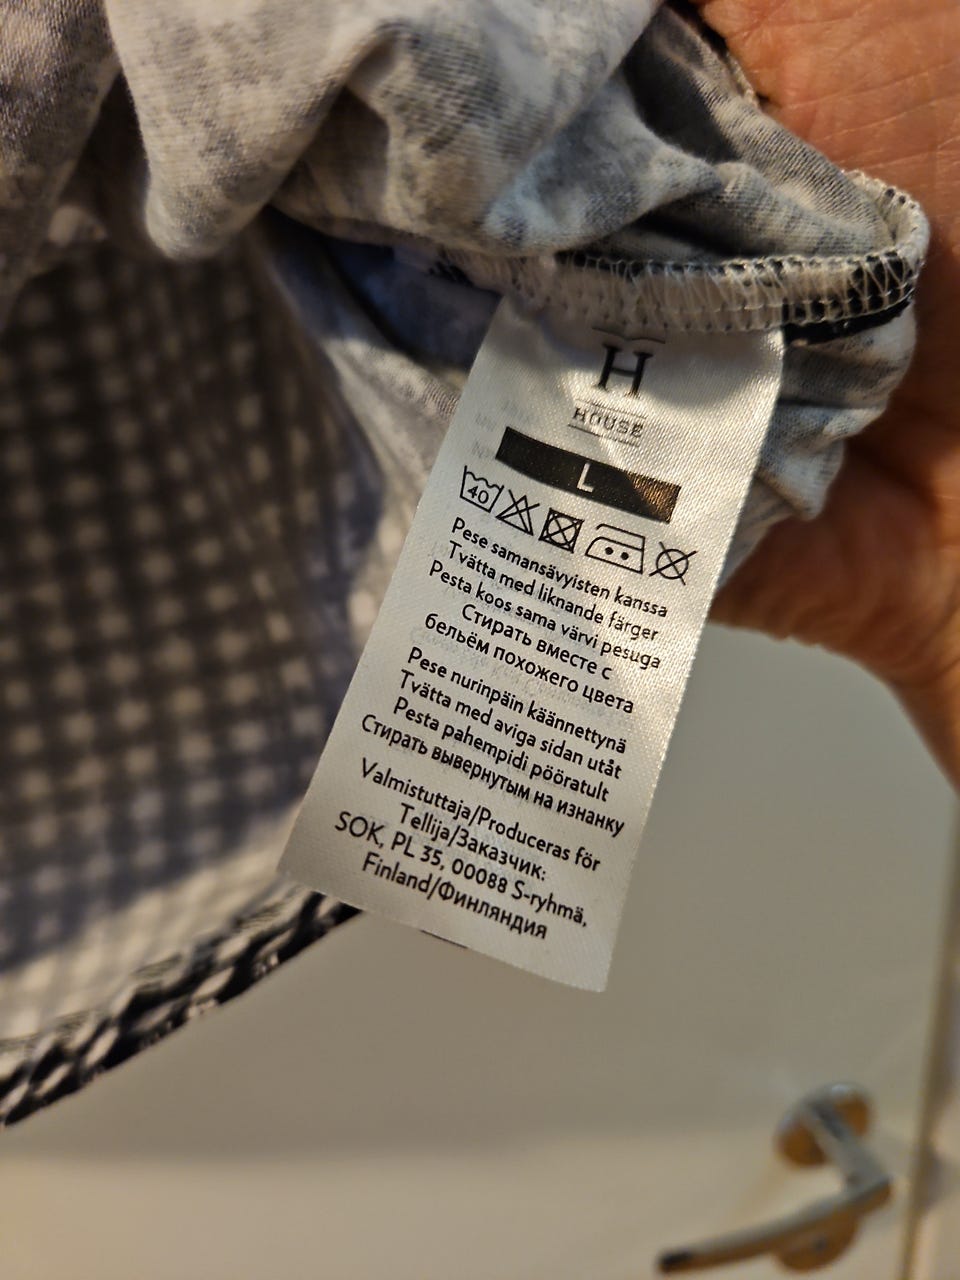 H
HOUSE
L
40
Pese samansävyisten kanssa
Tvätta med liknande färger
Pesta koos sama värvi pesuga
Стирать вместе с
бельём похожего цвета
Pese nurinpäin käännettynä
Tvätta med aviga sidan utåt
Pesta pahempidi pööratult
Стирать вывернутым на изнанку
Valmistuttaja/Produceras för
Tellija/Заказчик:
SOK, PL 35, 00088 S-ryhmä,
Finland/Финляндия